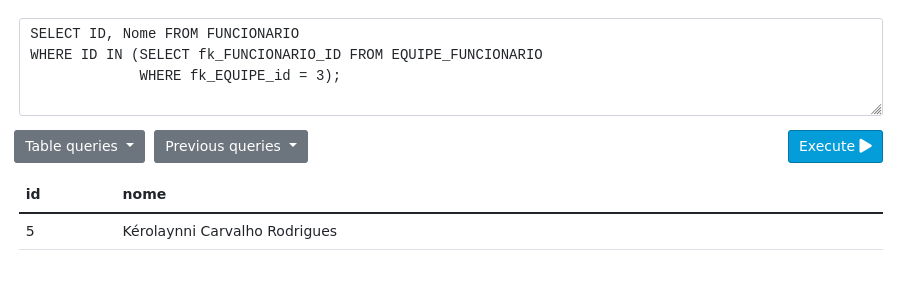 SELECT ID, Nome FROM FUNCIONARIO
WHERE ID IN (SELECT fk_FUNCIONARIO_ID FROM EQUIPE_FUNCIONARIO
             WHERE fk_EQUIPE_id = 3);
Table queries Previous queries Execute
id nome
5 Kérolaynni Carvalho Rodrigues